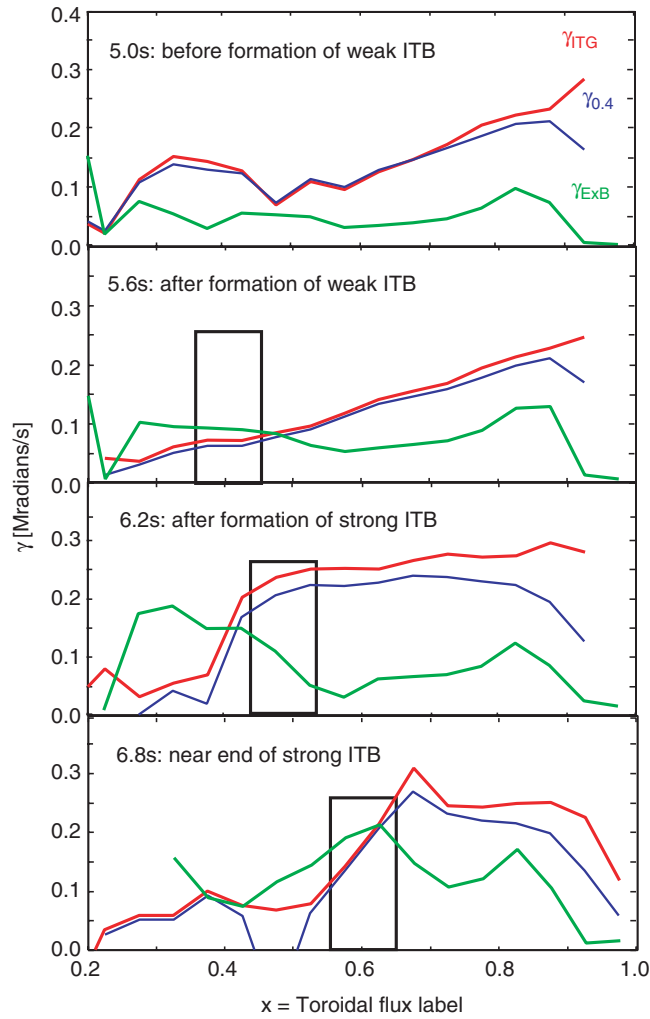 0.4
5.0s: before formation of weak ITB
γITG
0.3
γ0.4
0.2
γExB
0.1
0.0
5.6s: after formation of weak ITB
0.3
0.2
0.1
0.0
γ [Mradians/s]
6.2s: after formation of strong ITB
0.3
0.2
0.1
0.0
6.8s: near end of strong ITB
0.3
0.2
0.1
0.0
0.2 0.4 0.6 0.8 1.0
x = Toroidal flux label